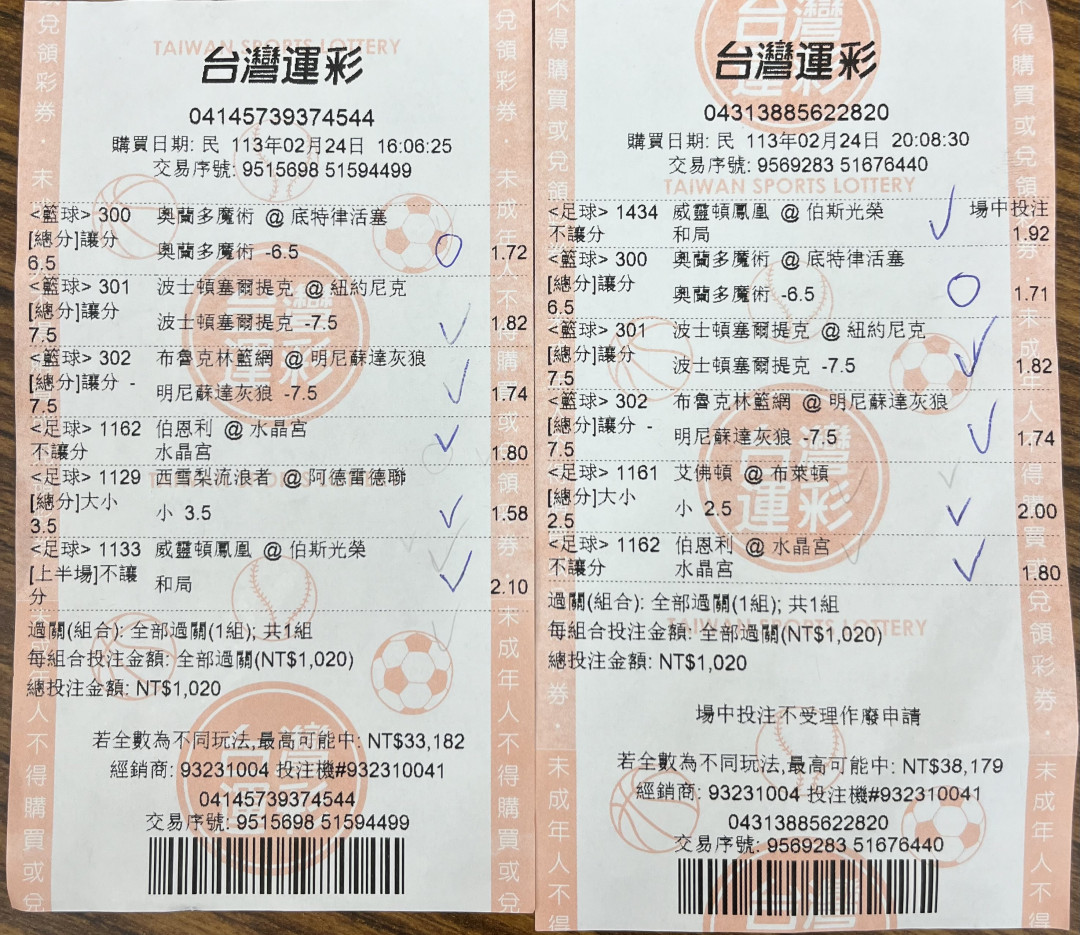 TAIWAN SPORTS LOTTERY
台灣運彩
04145739374544
購買日期: 民 113年02月24日 16:06:25
交易序號: 9515698 51594499
<籃球> 300 奧蘭多魔術 @ 底特律活塞
[總分]讓分
6.5
奧蘭多魔術 -6.5 1.72
<籃球> 301 波士頓塞爾提克 @ 紐約尼克
[總分]讓分
7.5
波士頓塞爾提克 -7.5 1.82
<籃球> 302 布魯克林籃網 @ 明尼蘇達灰狼
[總分]讓分 -
7.5
明尼蘇達灰狼 -7.5 1.74
<足球> 1162 伯恩利 @ 水晶宮
不讓分 水晶宮 1.80
<足球> 1129 西雪梨流浪者 @ 阿德雷德聯
[總分]大小
3.5
小 3.5 1.58
<足球> 1133 威靈頓鳳凰 @ 伯斯光榮
[上半場]不讓
分
和局 2.10
過關(組合): 全部過關(1組); 共1組
每組合投注金額: 全部過關(NT$1,020)
總投注金額: NT$1,020
若全數為不同玩法,最高可能中: NT$33,182
經銷商: 93231004 投注機#932310041
04145739374544
交易序號: 9515698 51594499
台灣運彩
04313885622820
購買日期: 民 113年02月24日 20:08:30
交易序號: 9569283 51676440
TAIWAN SPORTS LOTTERY
<足球> 1434 威靈頓鳳凰 @ 伯斯光榮 場中投注
不讓分 和局 1.92
<籃球> 300 奧蘭多魔術 @ 底特律活塞
[總分]讓分
6.5
奧蘭多魔術 -6.5 1.71
<籃球> 301 波士頓塞爾提克 @ 紐約尼克
[總分]讓分
7.5
波士頓塞爾提克 -7.5 1.82
<籃球> 302 布魯克林籃網 @ 明尼蘇達灰狼
[總分]讓分 -
7.5
明尼蘇達灰狼 -7.5 1.74
<足球> 1161 艾佛頓 @ 布萊頓
[總分]大小
2.5
小 2.5 2.00
<足球> 1162 伯恩利 @ 水晶宮
不讓分 水晶宮 1.80
過關(組合): 全部過關(1組); 共1組
每組合投注金額: 全部過關(NT$1,020)
總投注金額: NT$1,020
場中投注不受理作廢申請
若全數為不同玩法,最高可能中: NT$38,179
經銷商: 93231004 投注機#932310041
04313885622820
交易序號: 9569283 51676440